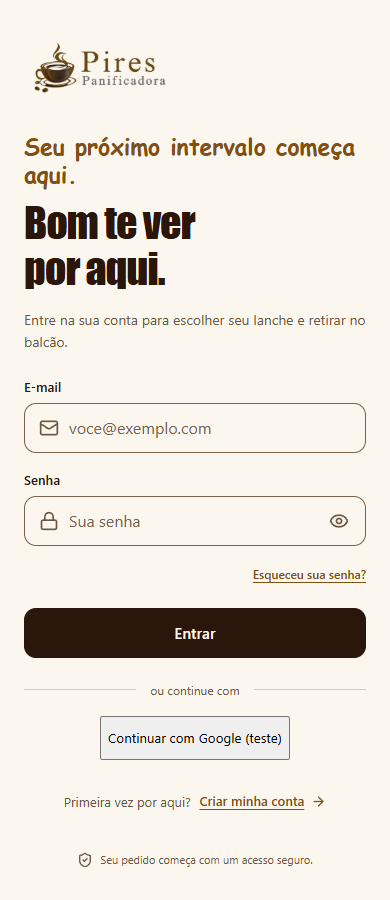 Pires
Panificadora
Seu próximo intervalo começa
aqui.
Bom te ver
por aqui.
Entre na sua conta para escolher seu lanche e retirar no
balcão.
E-mail
voce@exemplo.com
Senha
Sua senha
Esqueceu sua senha?
Entrar
ou continue com
Continuar com Google (teste)
Primeira vez por aqui? Criar minha conta
Seu pedido começa com um acesso seguro.